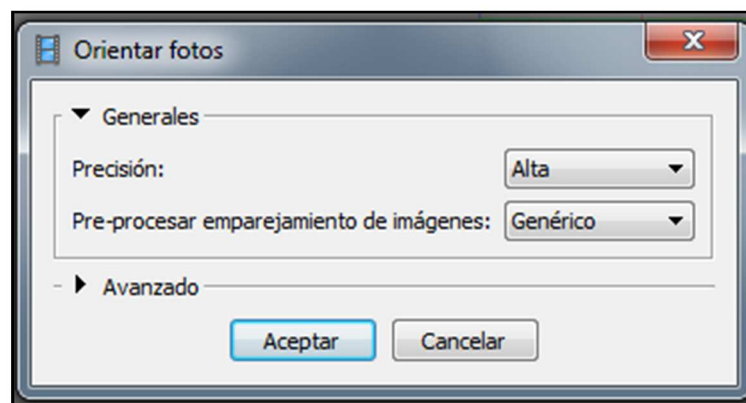 Orientar fotos
Generales
Precisión: Alta
Pre-procesar emparejamiento de imágenes: Genérico
Avanzado
Aceptar Cancelar